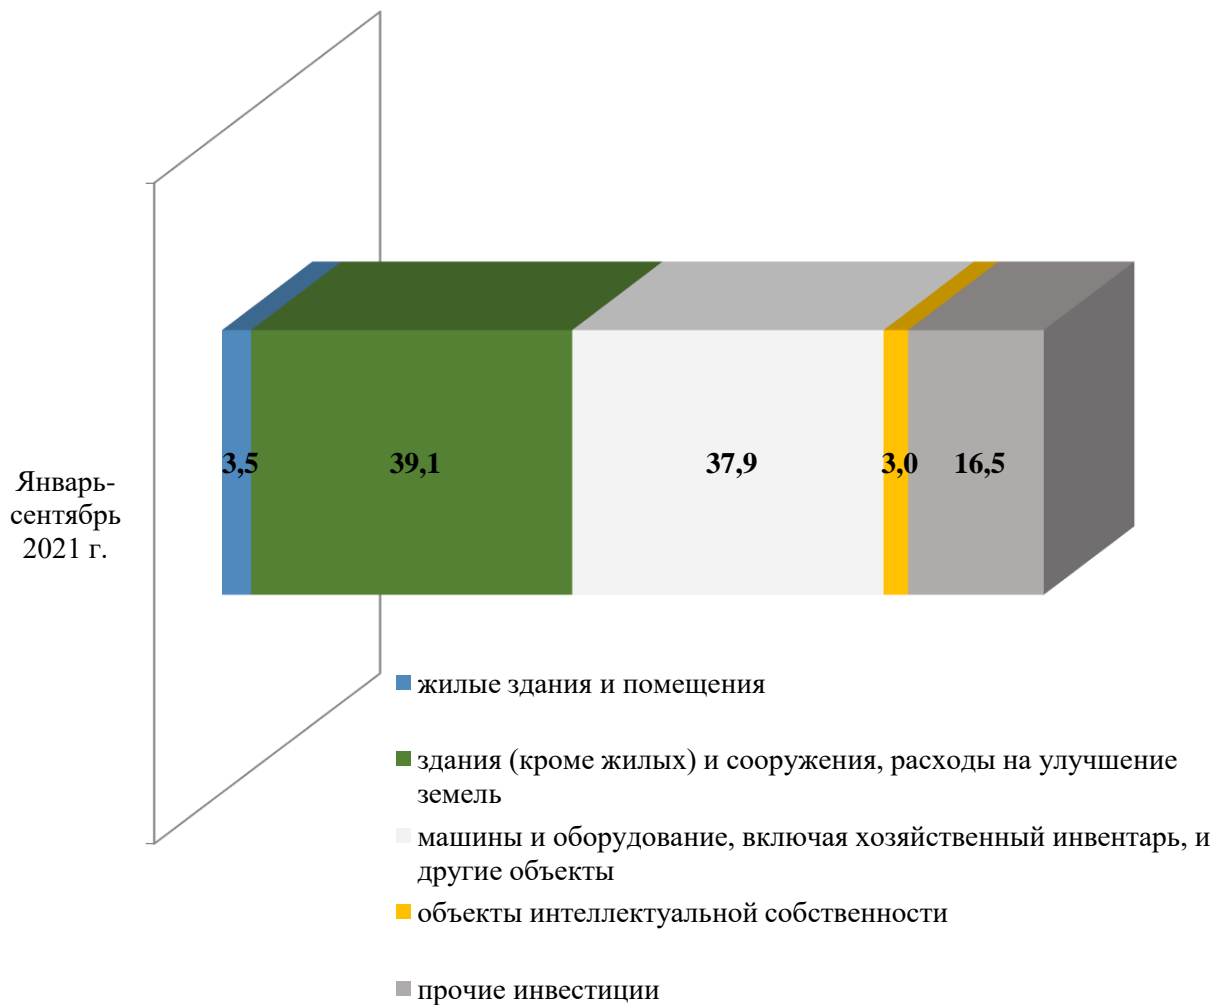 3,5
39,1
37,9
3,0
16,5
Январь-
сентябрь
2021 г.
жилые здания и помещения
здания (кроме жилых) и сооружения, расходы на улучшение
земель
машины и оборудование, включая хозяйственный инвентарь, и
другие объекты
объекты интеллектуальной собственности
прочие инвестиции